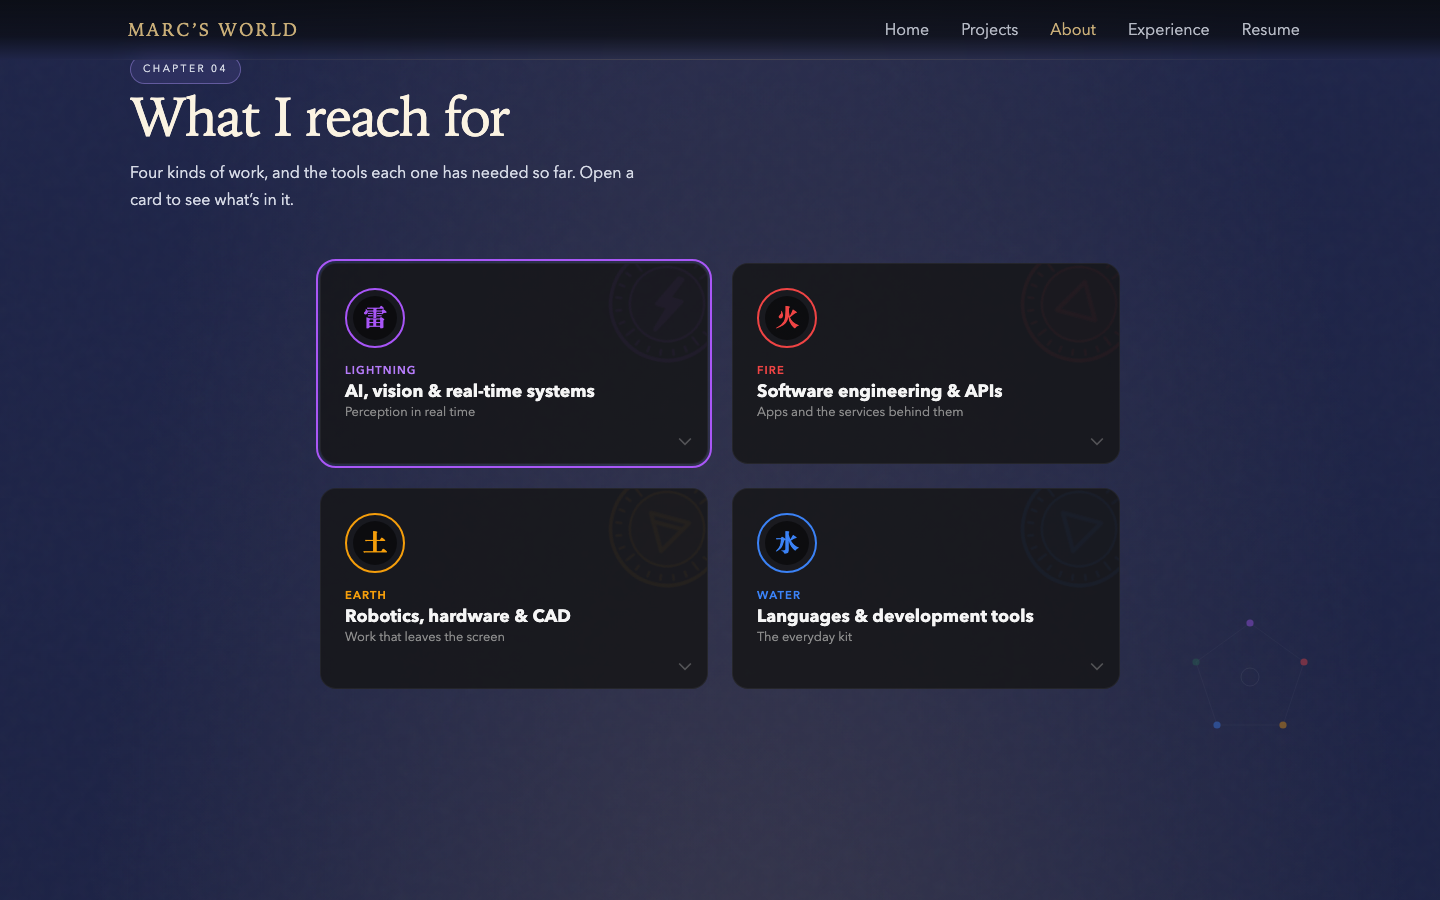 MARC’S WORLD
Home
Projects
About
Experience
Resume
CHAPTER 04
What I reach for
Four kinds of work, and the tools each one has needed so far. Open a
card to see what’s in it.
雷
LIGHTNING
AI, vision & real-time systems
Perception in real time
火
FIRE
Software engineering & APIs
Apps and the services behind them
土
EARTH
Robotics, hardware & CAD
Work that leaves the screen
水
WATER
Languages & development tools
The everyday kit